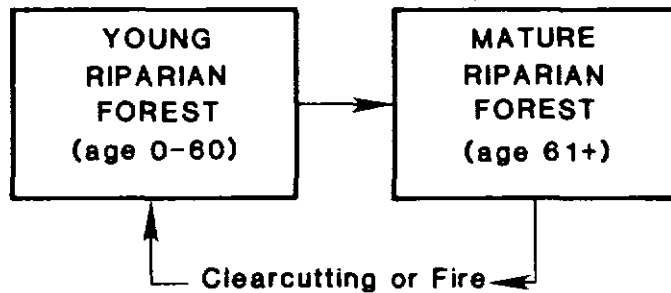 YOUNG
RIPARIAN
FOREST
(age 0-60)
MATURE
RIPARIAN
FOREST
(age 61+)
Clearcutting or Fire